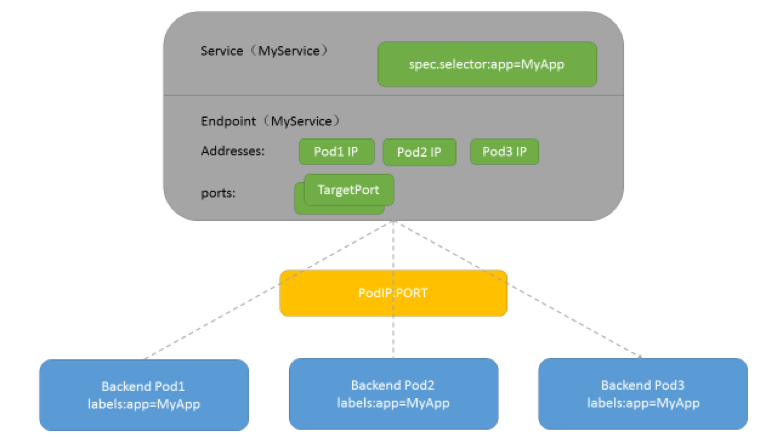 Service（MyService）
spec.selector:app=MyApp
Endpoint（MyService）
Addresses:
Pod1 IP
Pod2 IP
Pod3 IP
ports:
TargetPort
PodIP:PORT
Backend Pod1
labels:app=MyApp
Backend Pod2
labels:app=MyApp
Backend Pod3
labels:app=MyApp